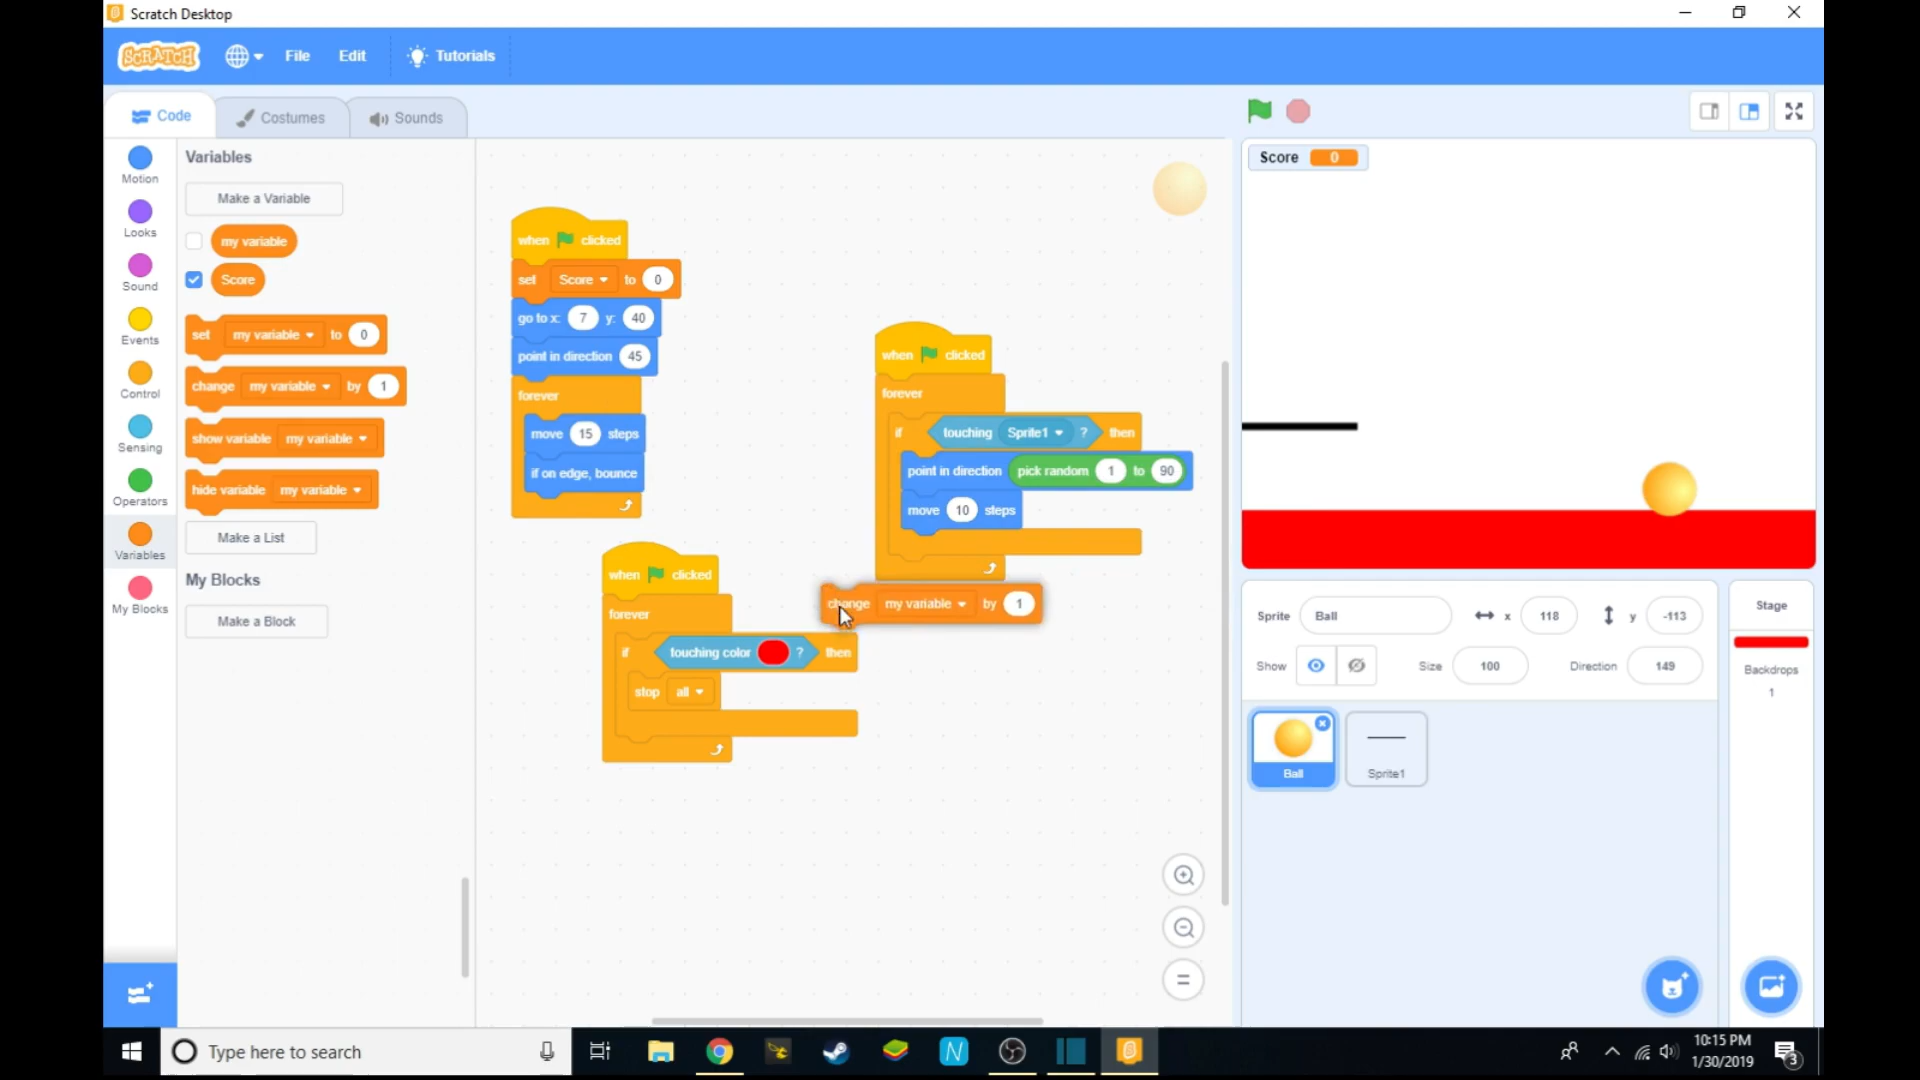 Scratch Desktop
SCRATCH File Edit Tutorials
Code Costumes Sounds
Motion
Looks
Sound
Events
Control
Sensing
Operators
Variables
My Blocks
Variables
Make a Variable
my variable
Score
set my variable to 0
change my variable by 1
show variable my variable
hide variable my variable
Make a List
My Blocks
Make a Block
when clicked
set Score to 0
go to x: 7 y: 40
point in direction 45
forever
move 15 steps
if on edge, bounce
when clicked
forever
if touching Sprite1 ? then
point in direction pick random 1 to 90
move 10 steps
change my variable by 1
when clicked
forever
if touching color ? then
stop all
Score 0
Sprite Ball x 118 y -113
Show Size 100 Direction 149
Ball
Sprite1
Stage
Backdrops
1
Type here to search
N
10:15 PM
1/30/2019
3